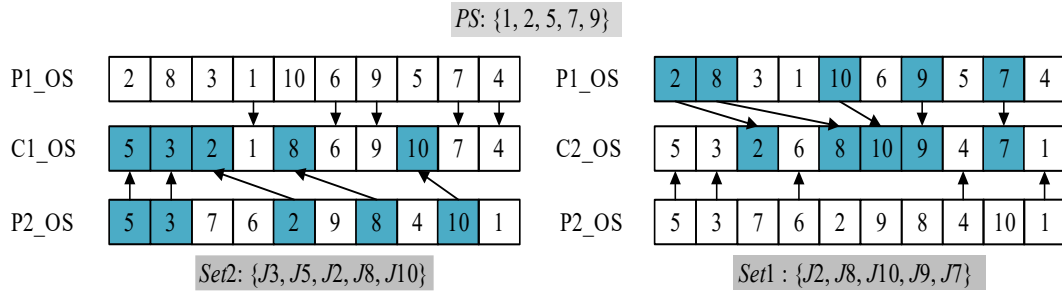 PS: {1, 2, 5, 7, 9}
P1_OS 2 8 3 1 10 6 9 5 7 4
C1_OS 5 3 2 1 8 6 9 10 7 4
P2_OS 5 3 7 6 2 9 8 4 10 1
Set2: {J3, J5, J2, J8, J10}
P1_OS 2 8 3 1 10 6 9 5 7 4
C2_OS 5 3 2 6 8 10 9 4 7 1
P2_OS 5 3 7 6 2 9 8 4 10 1
Set1 : {J2, J8, J10, J9, J7}